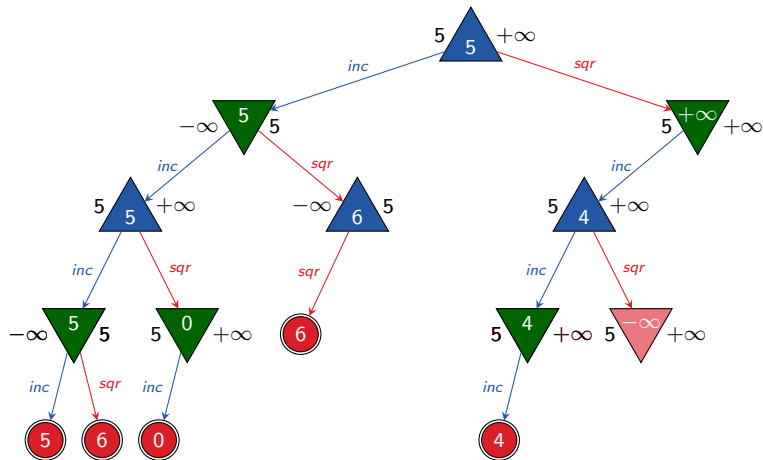 5 5 +∞
inc sqr
−∞ 5 5 5 +∞ +∞
inc sqr inc
5 5 +∞ −∞ 6 5 5 4 +∞
inc sqr sqr inc sqr
−∞ 5 5 5 0 +∞ 6 5 4 +∞ 5 −∞ +∞
inc sqr inc inc
5 6 0 4